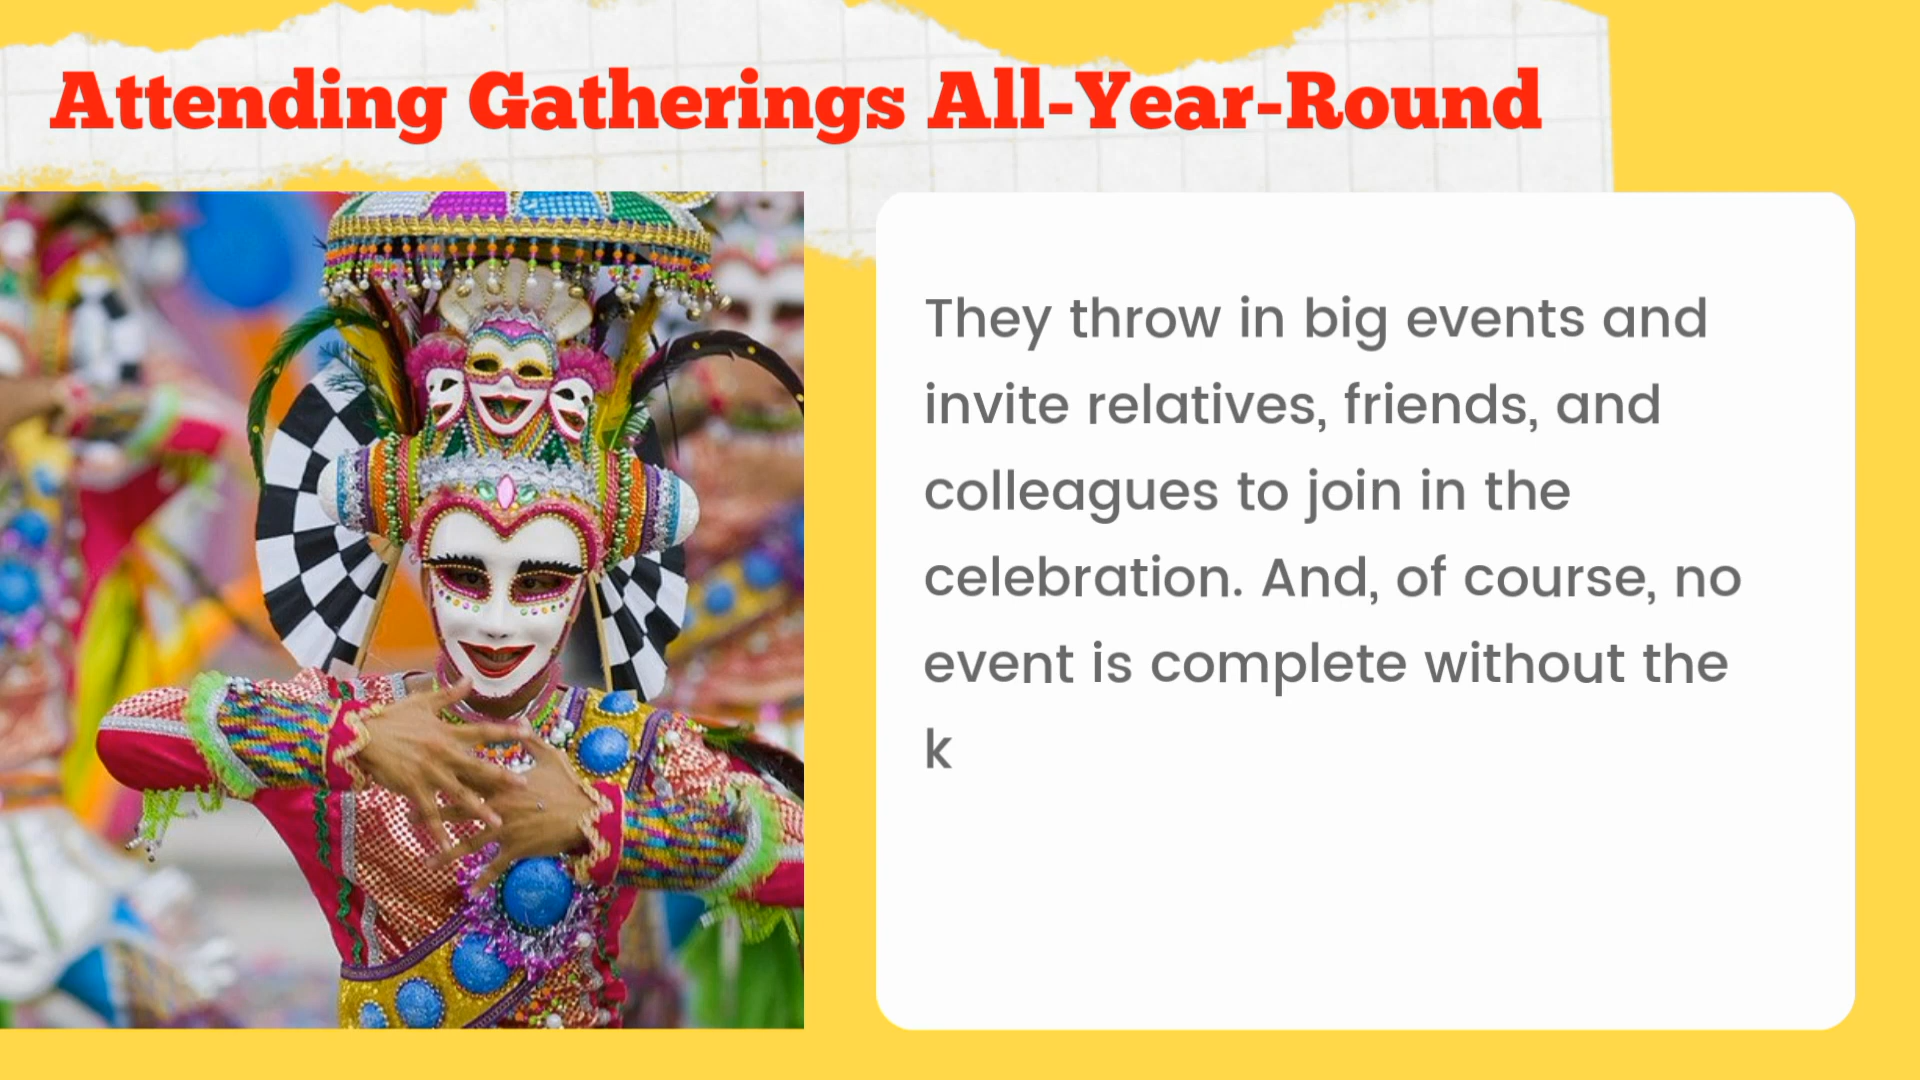 Attending Gatherings All-Year-Round
They throw in big events and
invite relatives, friends, and
colleagues to join in the
celebration. And, of course, no
event is complete without the
k